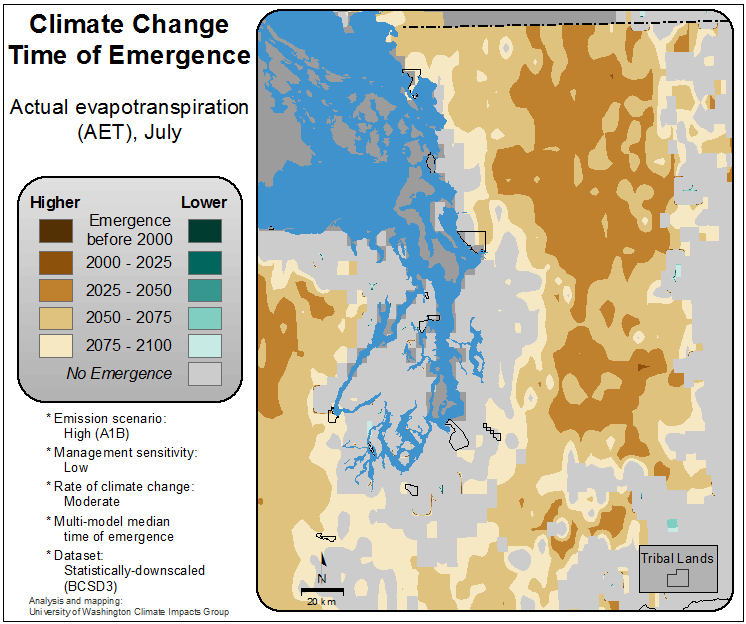 Climate Change
Time of Emergence
Actual evapotranspiration
(AET), July
Higher
Lower
Emergence
before 2000
2000 - 2025
2025 - 2050
2050 - 2075
2075 - 2100
No Emergence
* Emission scenario:
High (A1B)
* Management sensitivity:
Low
* Rate of climate change:
Moderate
* Multi-model median
time of emergence
* Dataset:
Statistically-downscaled
(BCSD3)
Analysis and mapping:
University of Washington Climate Impacts Group
N
20 km
Tribal Lands